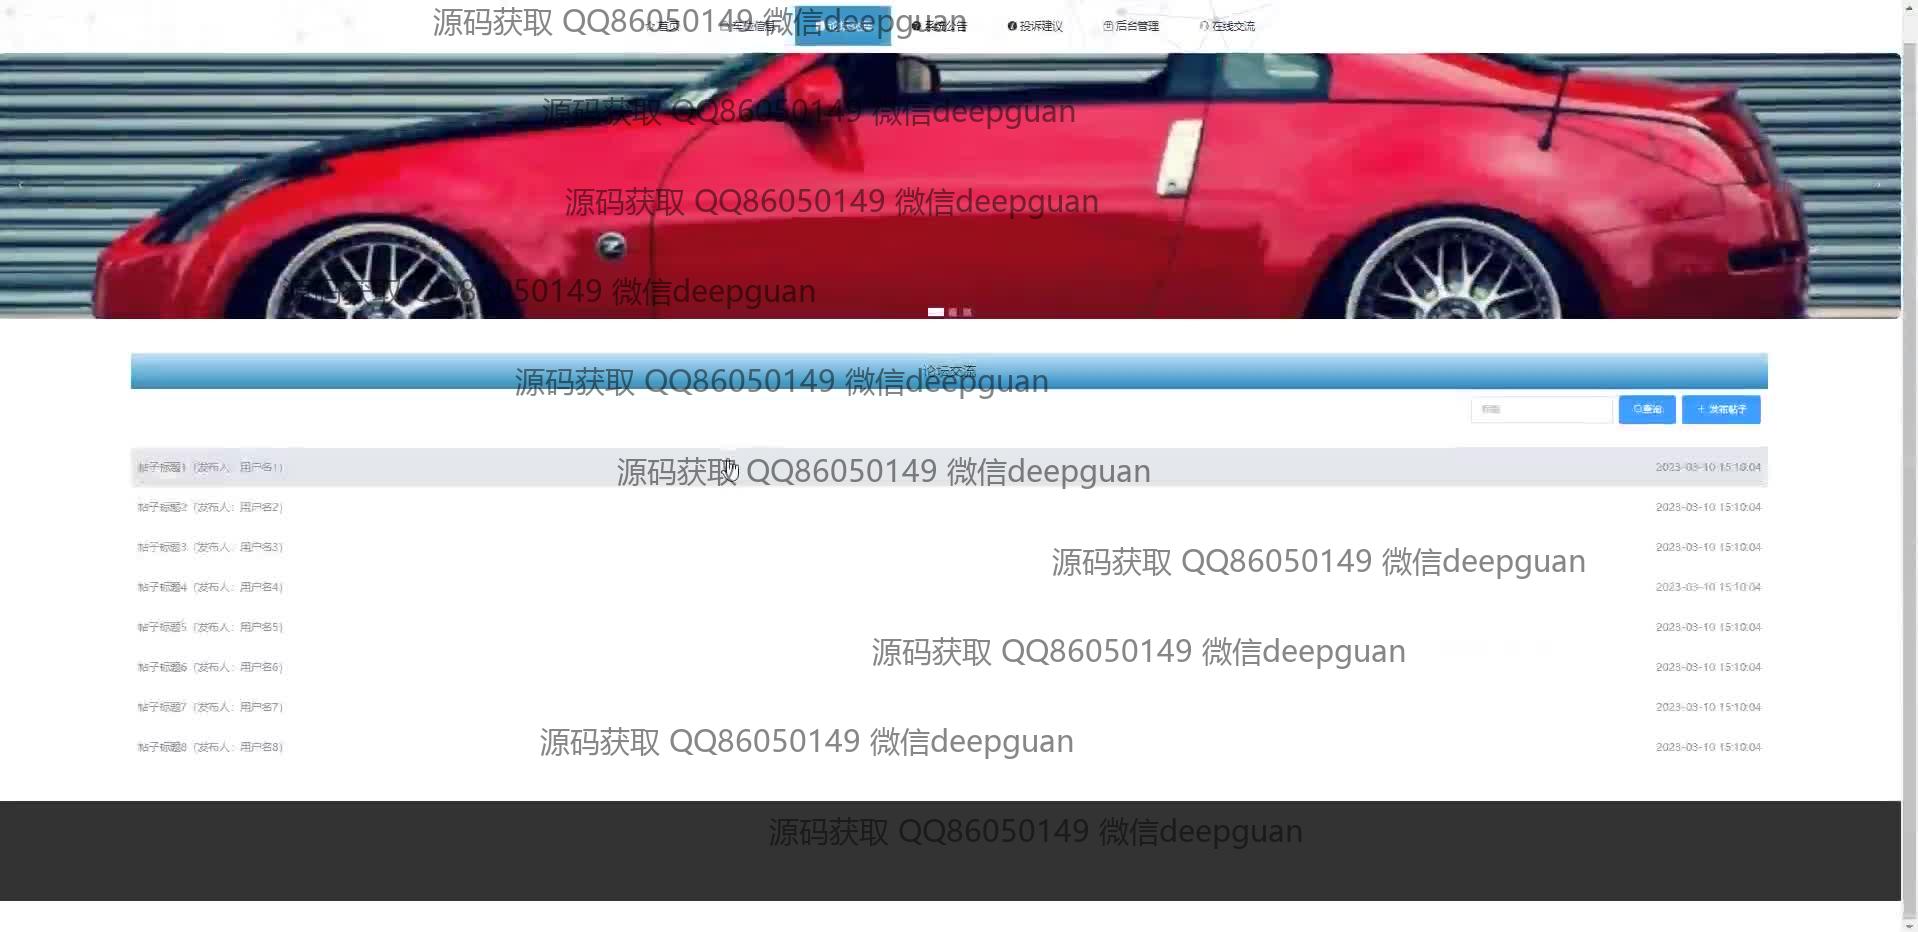 源码获取 QQ86050149 微信deepguan
首页 车位信息 论坛交流 系统公告 投诉建议 后台管理 在线交流
源码获取 QQ86050149 微信deepguan
源码获取 QQ86050149 微信deepguan
源码获取 QQ86050149 微信deepguan
论坛交流
源码获取 QQ86050149 微信deepguan
标题 查询 发布帖子
帖子标题1（发布人：用户名1） 2023-03-10 15:10:04
源码获取 QQ86050149 微信deepguan
帖子标题2（发布人：用户名2） 2023-03-10 15:10:04
帖子标题3（发布人：用户名3） 2023-03-10 15:10:04
源码获取 QQ86050149 微信deepguan
帖子标题4（发布人：用户名4） 2023-03-10 15:10:04
帖子标题5（发布人：用户名5） 2023-03-10 15:10:04
源码获取 QQ86050149 微信deepguan
帖子标题6（发布人：用户名6） 2023-03-10 15:10:04
帖子标题7（发布人：用户名7） 2023-03-10 15:10:04
源码获取 QQ86050149 微信deepguan
帖子标题8（发布人：用户名8） 2023-03-10 15:10:04
源码获取 QQ86050149 微信deepguan